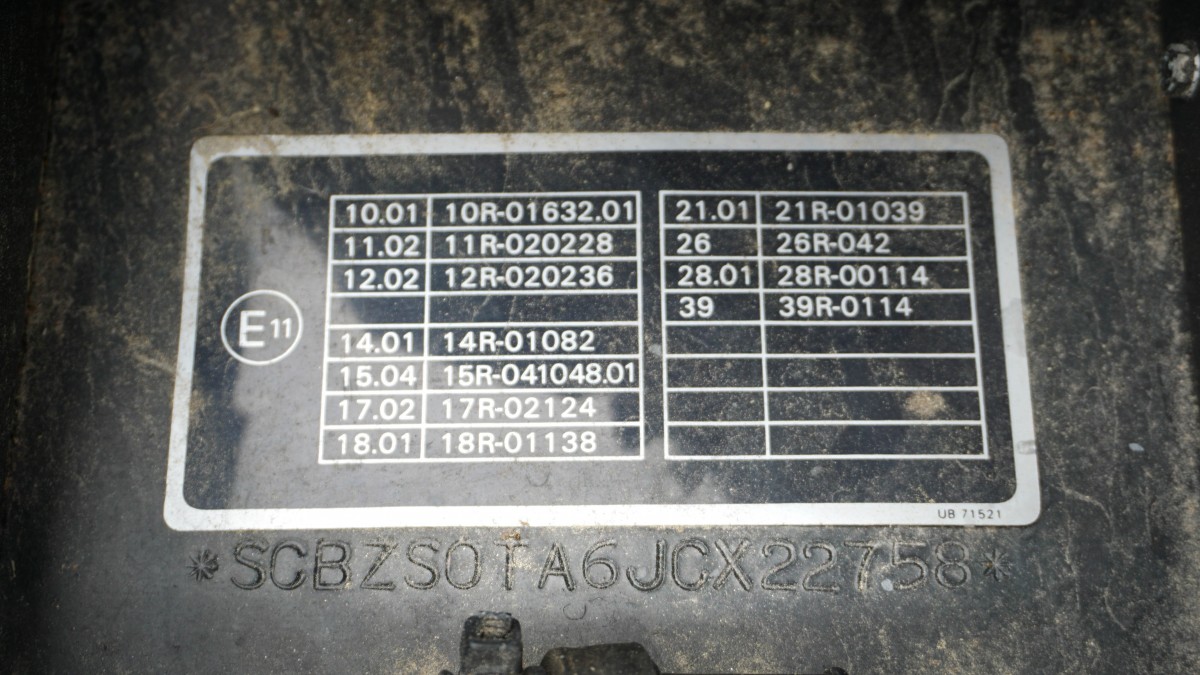 10.01 10R-01632.01
11.02 11R-020228
12.02 12R-020236
14.01 14R-01082
15.04 15R-041048.01
17.02 17R-02124
18.01 18R-01138
21.01 21R-01039
26 26R-042
28.01 28R-00114
39 39R-0114
E11
UB 71521
*SCBZS0TA6JCX22758*